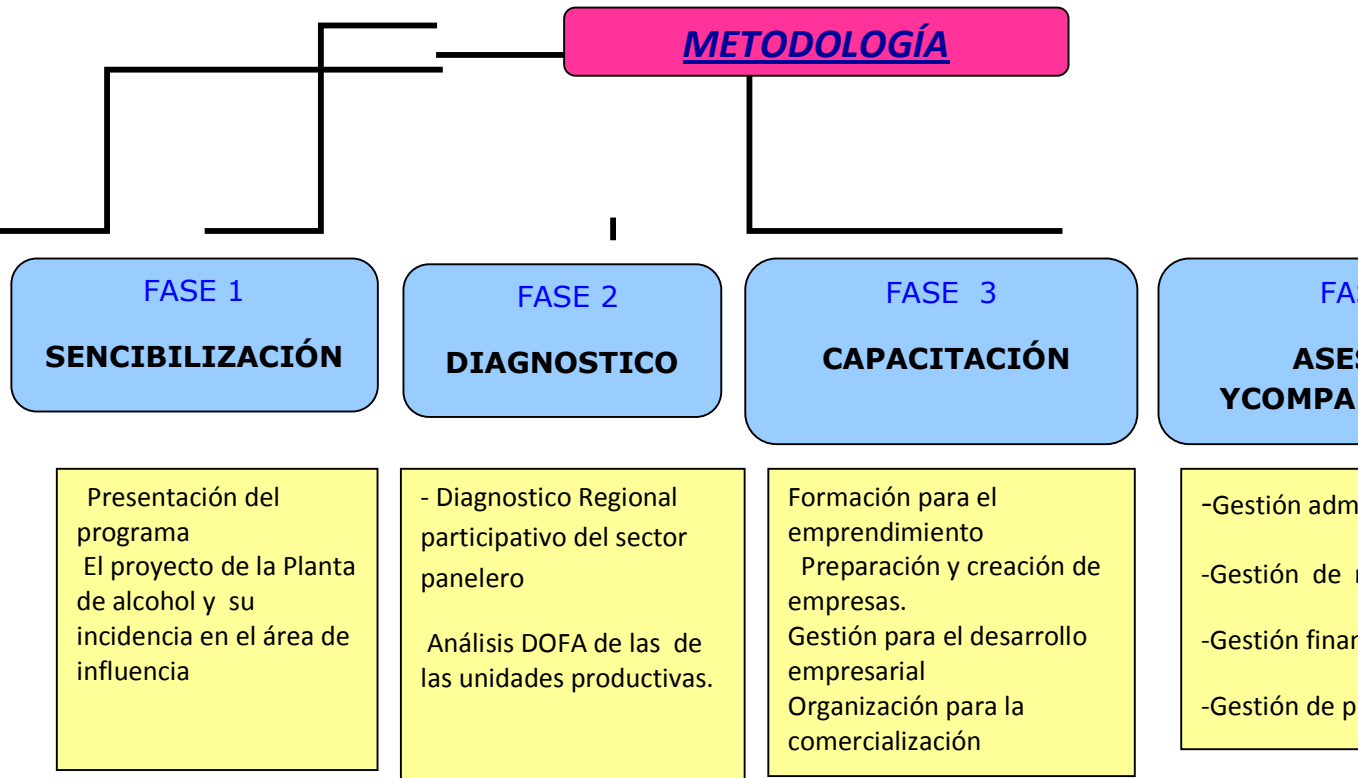 METODOLOGÍA
FASE 1
SENCIBILIZACIÓN
FASE 2
DIAGNOSTICO
FASE 3
CAPACITACIÓN
Presentación del
programa
El proyecto de la Planta
de alcohol y su
incidencia en el área de
influencia
- Diagnostico Regional
participativo del sector
panelero
Análisis DOFA de las de
las unidades productivas.
Formación para el
emprendimiento
Preparación y creación de
empresas.
Gestión para el desarrollo
empresarial
Organización para la
comercialización
-Gestión
-Gestión de
-Gestión
-Gestión de